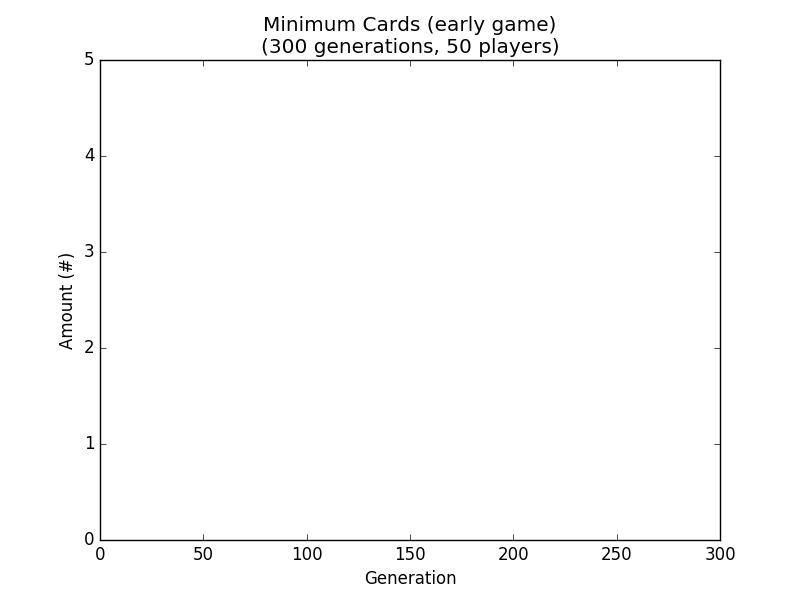 Minimum Cards (early game)
(300 generations, 50 players)
5
4
3
2
1
0
Amount (#)
0 50 100 150 200 250 300
Generation